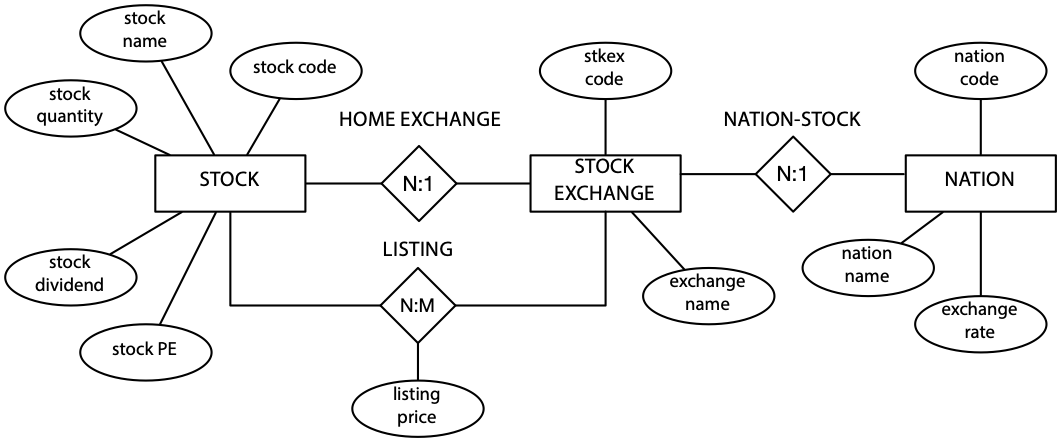 stock
name
stock code
stkex
code
nation
code
stock
quantity
HOME EXCHANGE
NATION-STOCK
STOCK
N:1
STOCK
EXCHANGE
N:1
NATION
stock
dividend
LISTING
nation
name
exchange
name
N:M
exchange
rate
stock PE
listing
price